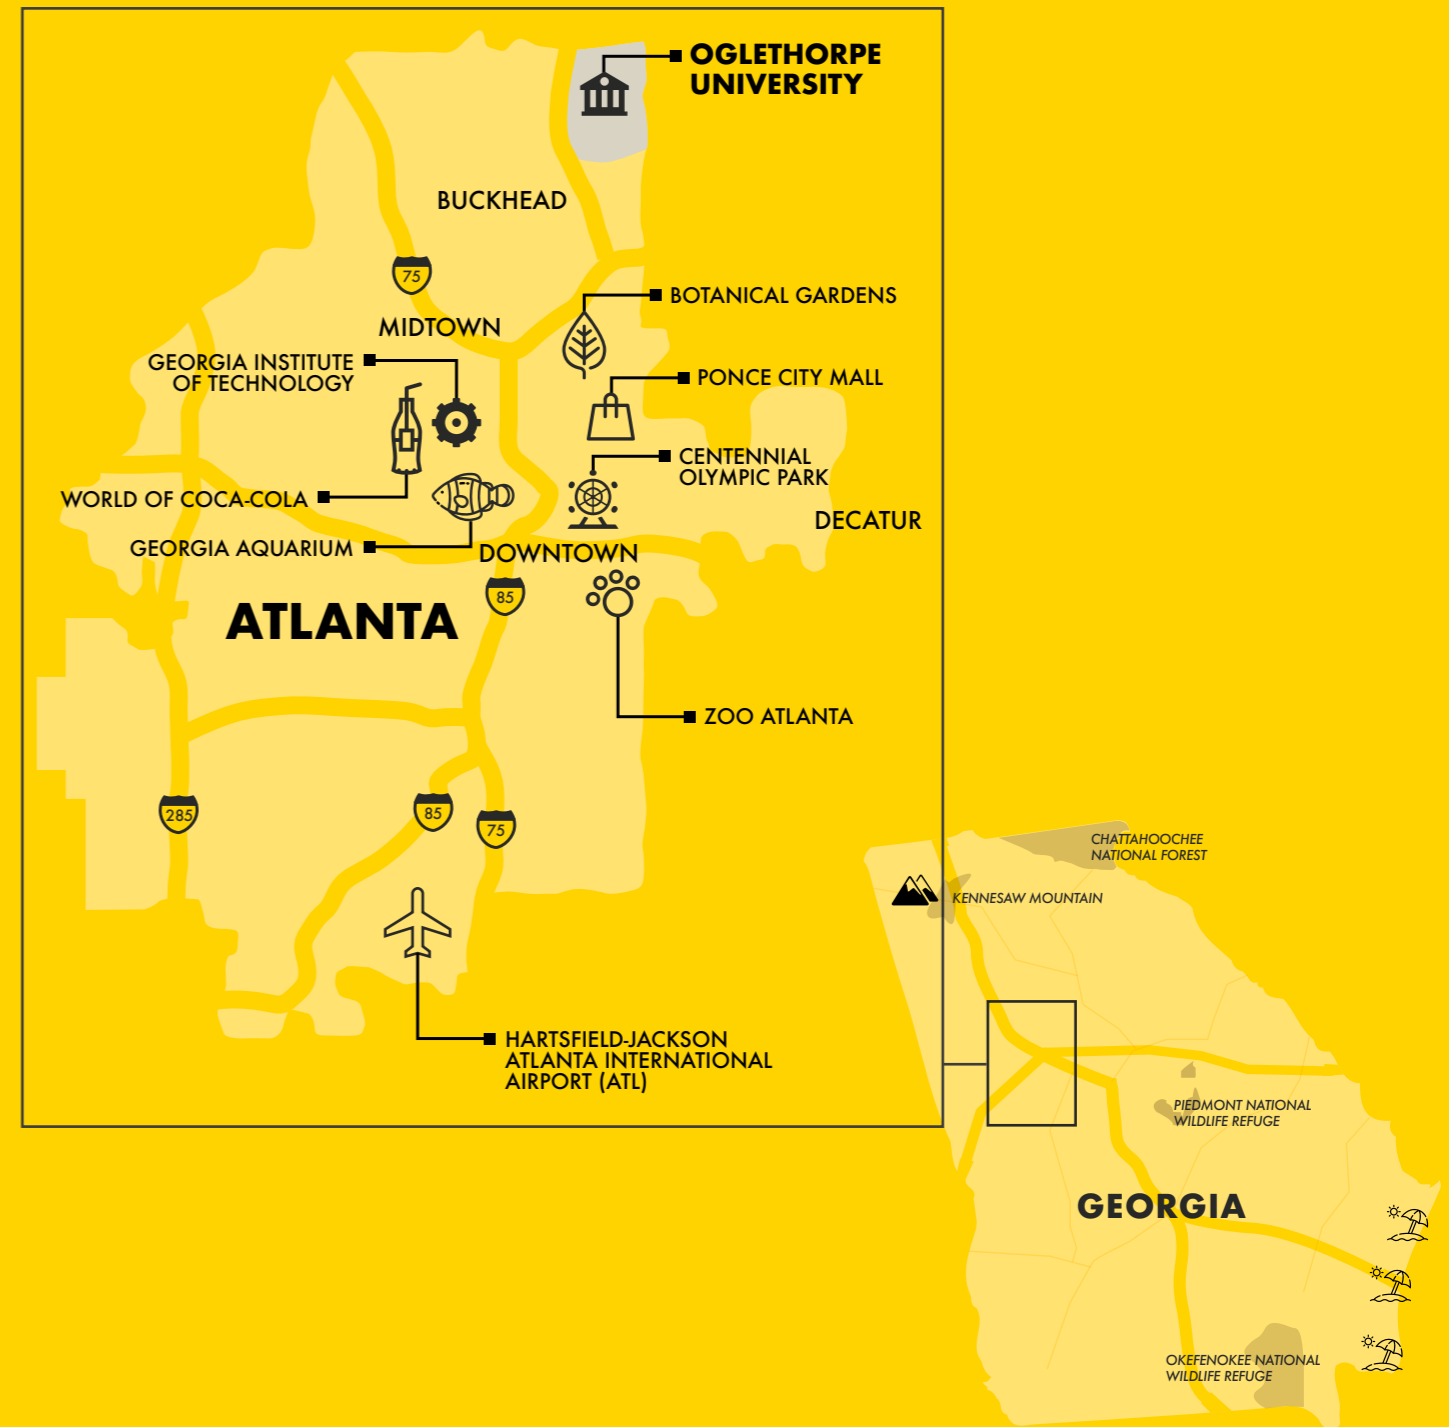 OGLETHORPE
UNIVERSITY
BUCKHEAD
75
BOTANICAL GARDENS
MIDTOWN
GEORGIA INSTITUTE
OF TECHNOLOGY
PONCE CITY MALL
CENTENNIAL
OLYMPIC PARK
WORLD OF COCA-COLA
DECATUR
GEORGIA AQUARIUM
DOWNTOWN
85
ATLANTA
ZOO ATLANTA
285
85
75
HARTSFIELD-JACKSON
ATLANTA INTERNATIONAL
AIRPORT (ATL)
CHATTAHOOCHEE
NATIONAL FOREST
KENNESAW MOUNTAIN
PIEDMONT NATIONAL
WILDLIFE REFUGE
GEORGIA
OKEFENOKEE NATIONAL
WILDLIFE REFUGE